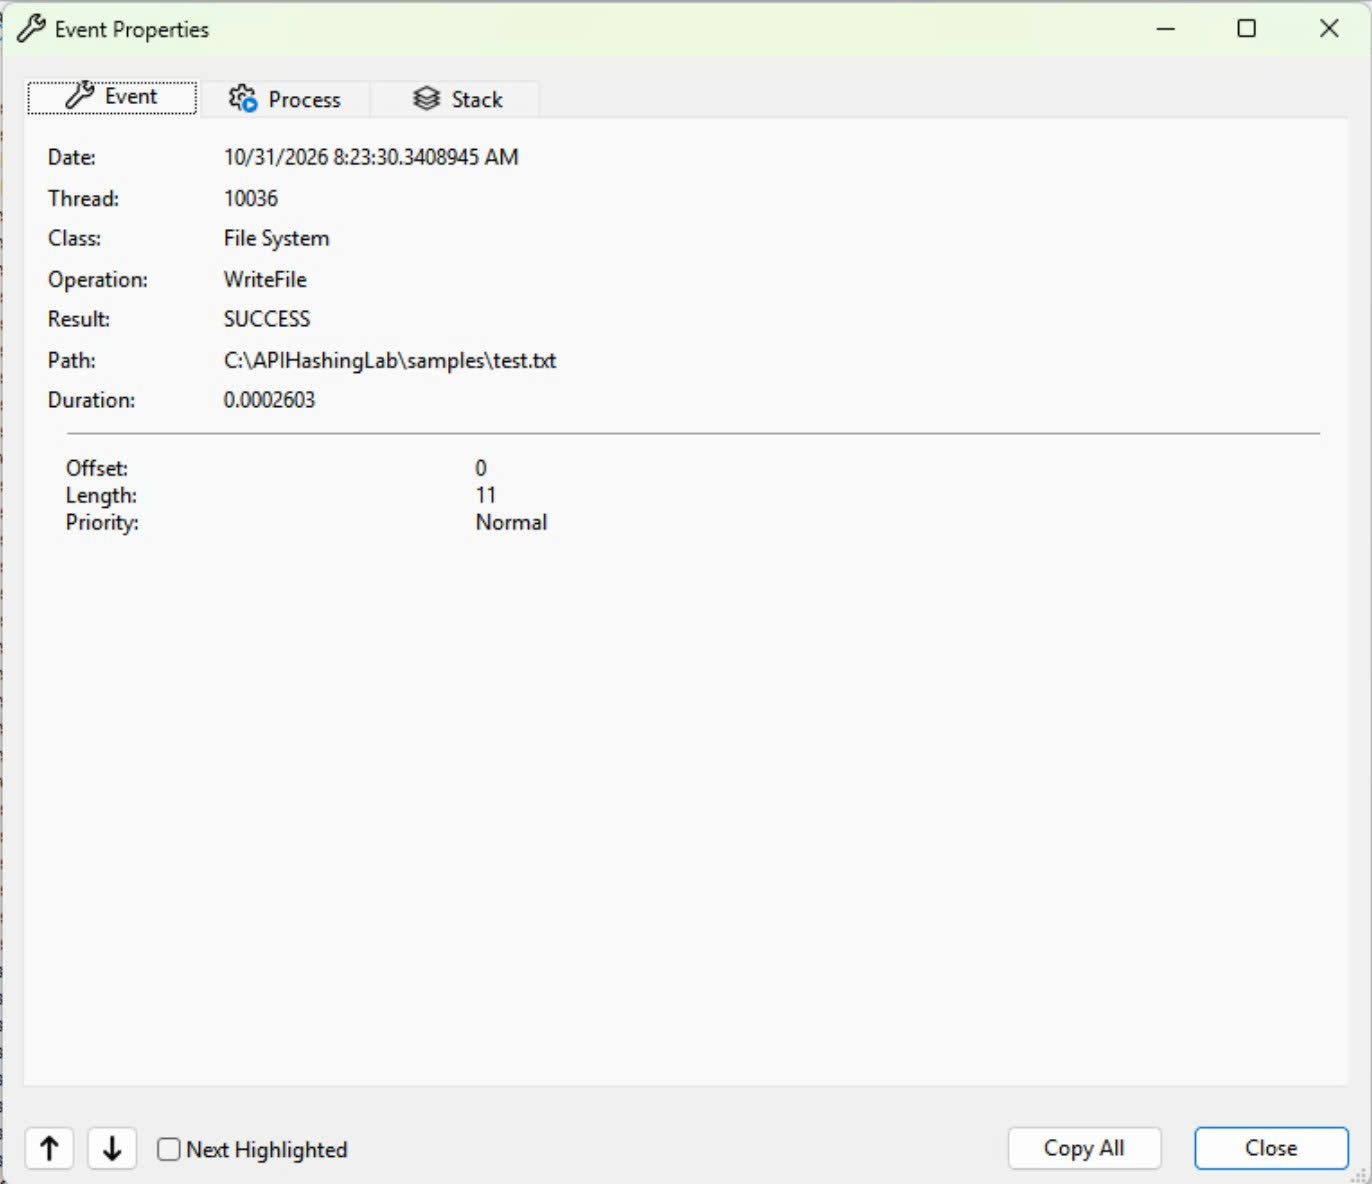 Event Properties
Event Process Stack
Date: 10/31/2026 8:23:30.3408945 AM
Thread: 10036
Class: File System
Operation: WriteFile
Result: SUCCESS
Path: C:\APIHashingLab\samples\test.txt
Duration: 0.0002603
Offset: 0
Length: 11
Priority: Normal
Next Highlighted Copy All Close